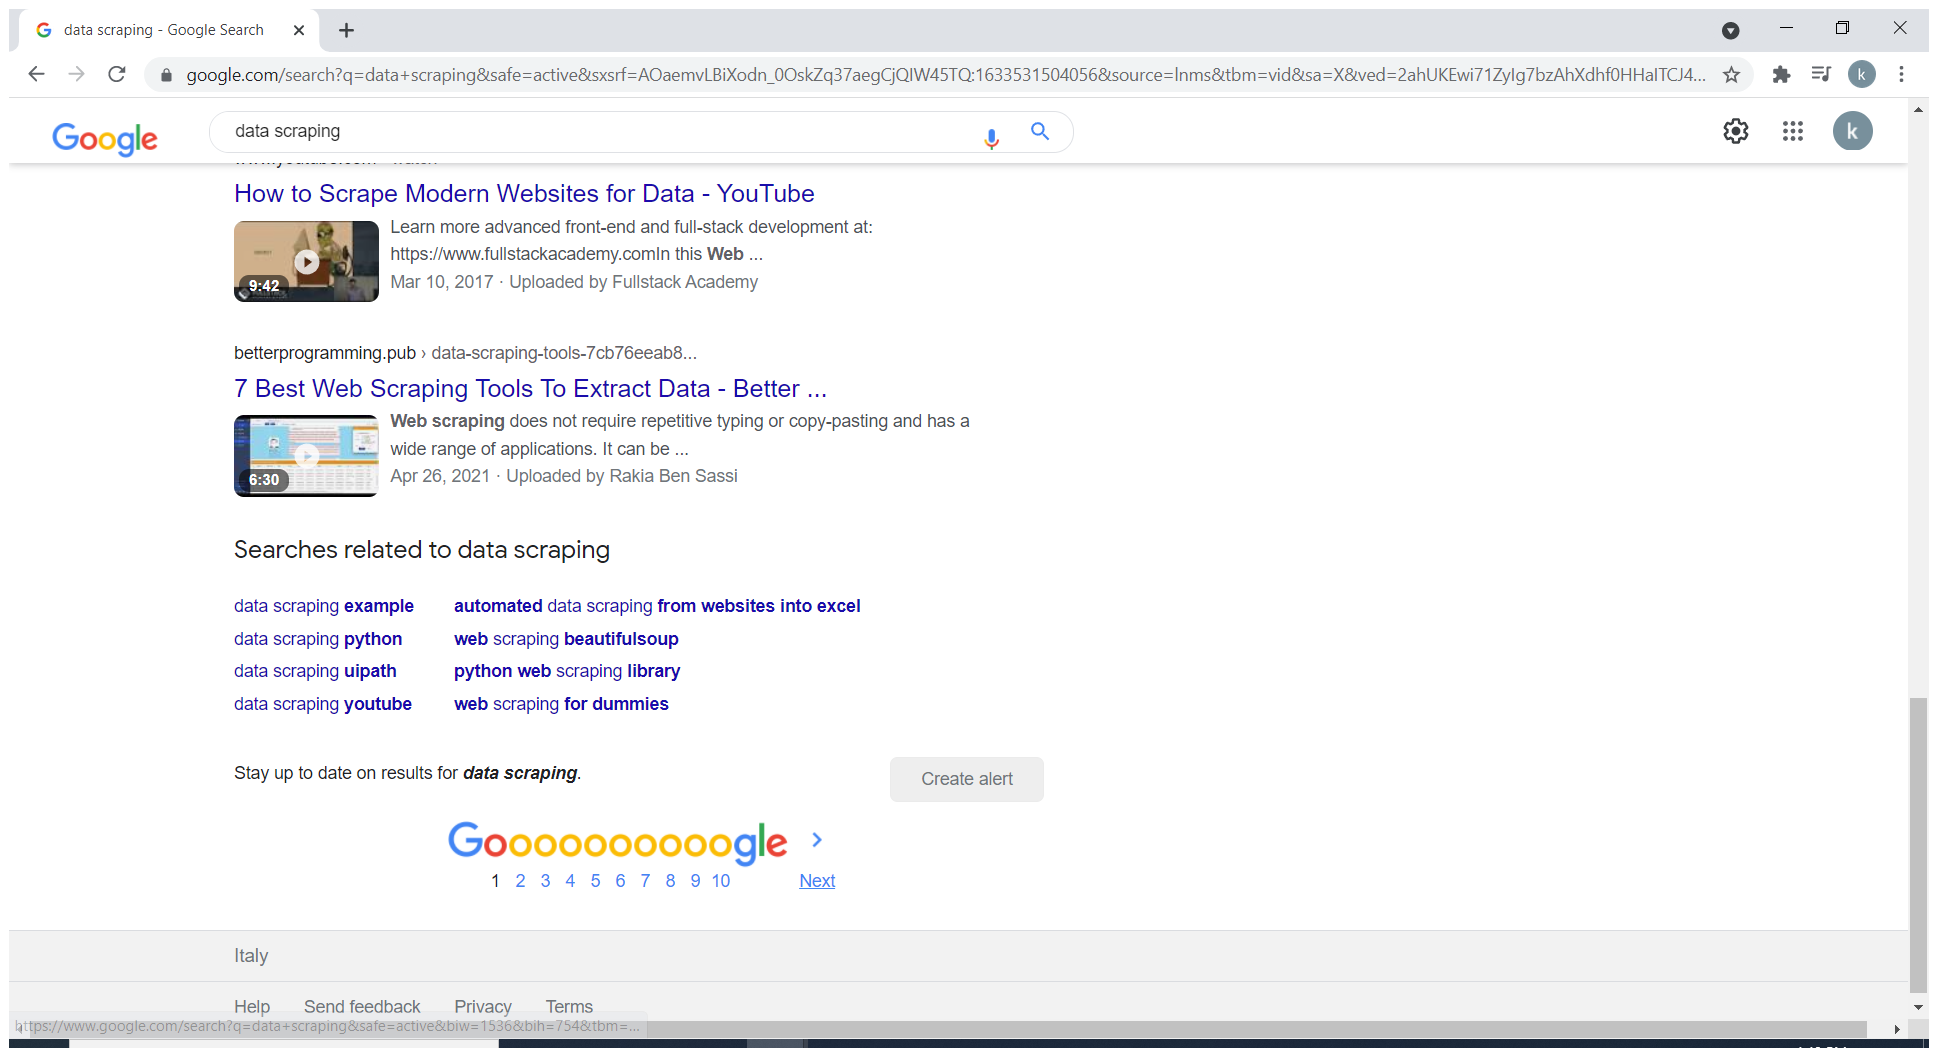 data scraping - Google Search
google.com/search?q=data+scraping&safe=active&sxsrf=AOaemvLBiXodn_0OskZq37aegCjQIW45TQ:1633531504056&source=lnms&tbm=vid&sa=X&ved=2ahUKEwi71ZyIg7bzAhXdhf0HHaITCJ4...
k
Google
data scraping
k
How to Scrape Modern Websites for Data - YouTube
Learn more advanced front-end and full-stack development at:
https://www.fullstackacademy.comIn this Web ...
9:42
Mar 10, 2017 · Uploaded by Fullstack Academy
betterprogramming.pub › data-scraping-tools-7cb76eeab8...
7 Best Web Scraping Tools To Extract Data - Better ...
Web scraping does not require repetitive typing or copy-pasting and has a
wide range of applications. It can be ...
6:30
Apr 26, 2021 · Uploaded by Rakia Ben Sassi
Searches related to data scraping
data scraping example
automated data scraping from websites into excel
data scraping python
web scraping beautifulsoup
data scraping uipath
python web scraping library
data scraping youtube
web scraping for dummies
Stay up to date on results for data scraping.
Create alert
Goooooooooogle
1 2 3 4 5 6 7 8 9 10 Next
Italy
Help Send feedback Privacy Terms
https://www.google.com/search?q=data+scraping&safe=active&biw=1536&bih=754&tbm=...